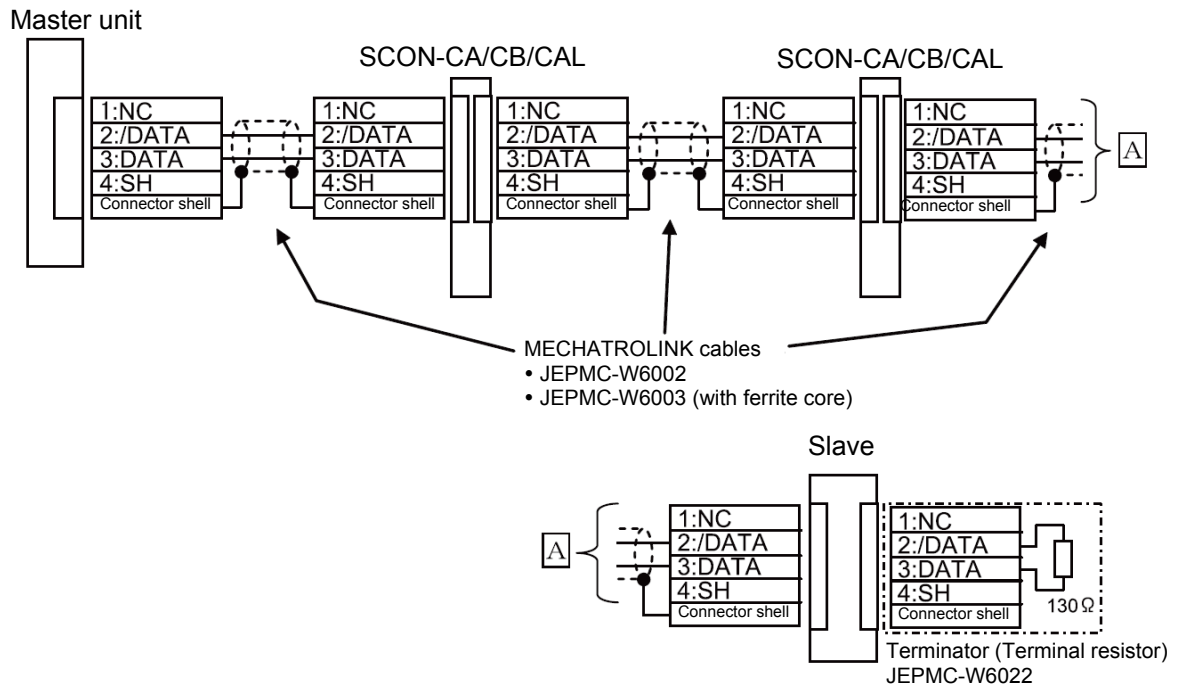 Master unit
SCON-CA/CB/CAL
SCON-CA/CB/CAL
1:NC
2:/DATA
3:DATA
4:SH
Connector shell
1:NC
2:/DATA
3:DATA
4:SH
Connector shell
1:NC
2:/DATA
3:DATA
4:SH
Connector shell
1:NC
2:/DATA
3:DATA
4:SH
Connector shell
1:NC
2:/DATA
3:DATA
4:SH
Connector shell
A
MECHATROLINK cables
• JEPMC-W6002
• JEPMC-W6003 (with ferrite core)
Slave
A
1:NC
2:/DATA
3:DATA
4:SH
Connector shell
1:NC
2:/DATA
3:DATA
4:SH
Connector shell
130Ω
Terminator (Terminal resistor)
JEPMC-W6022